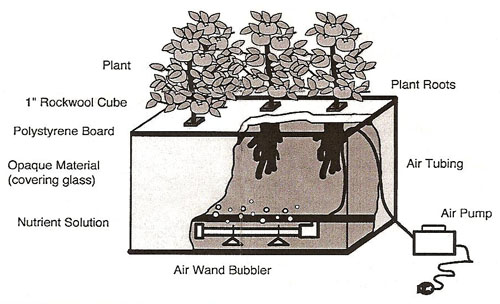 Plant
Plant Roots
1" Rockwool Cube
Polystyrene Board
Opaque Material
(covering glass)
Air Tubing
Nutrient Solution
Air Pump
Air Wand Bubbler